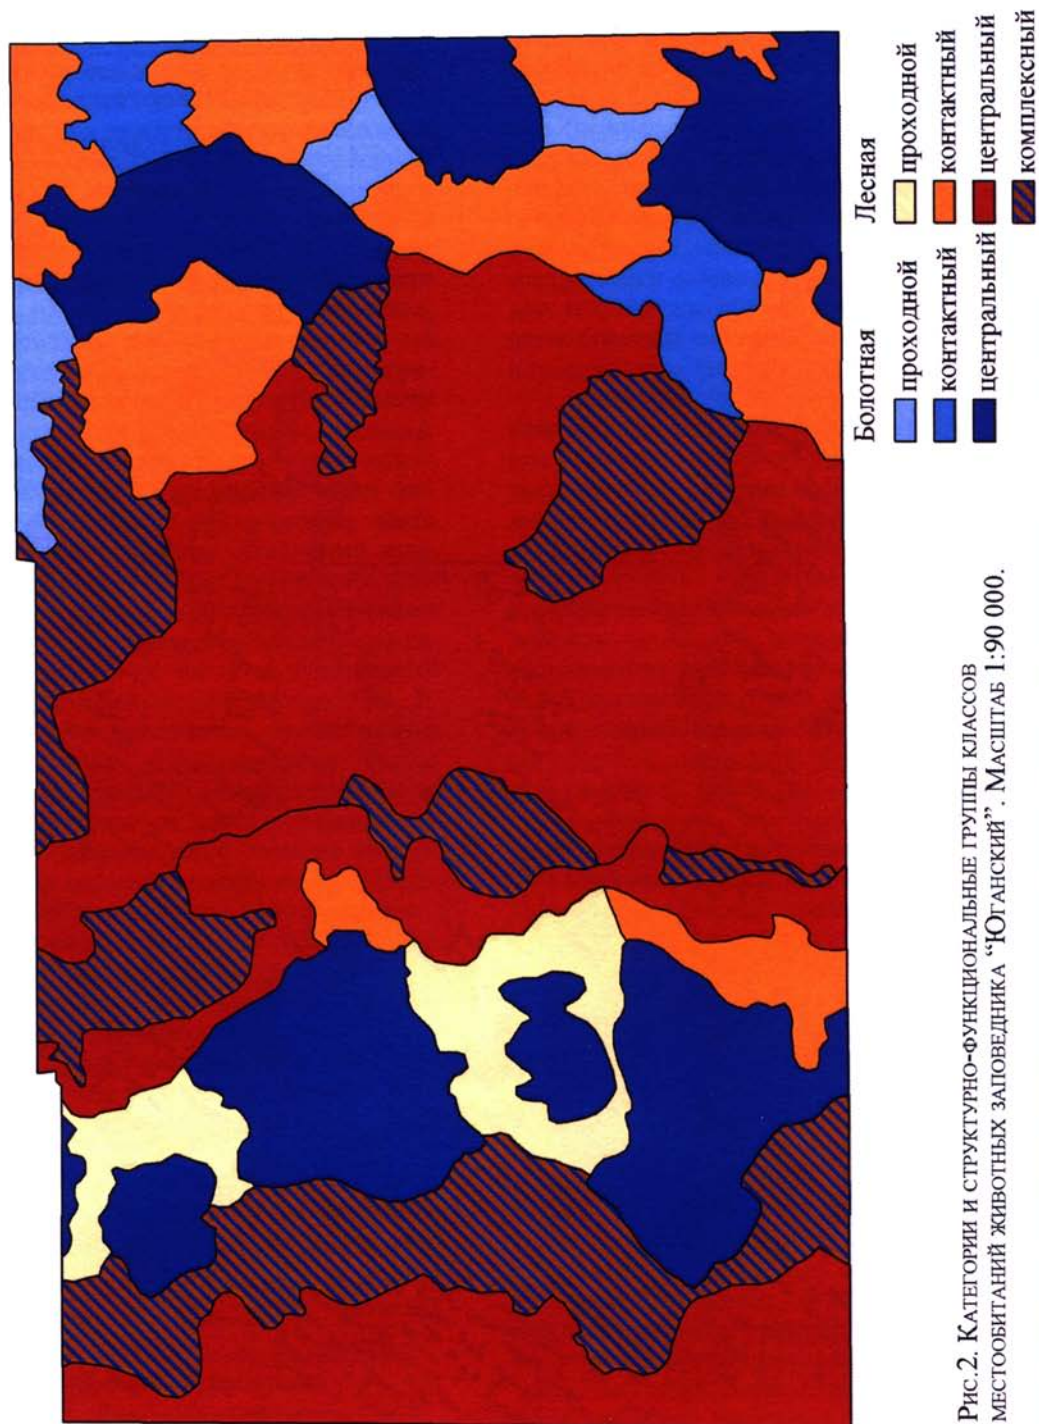 Болотная
проходной
контактный
центральный
Лесная
проходной
контактный
центральный
комплексный
Рис.2. Категории и структурно-функциональные группы классов
местообитаний животных заповедника “Юганский”. Масштаб 1:90 000.